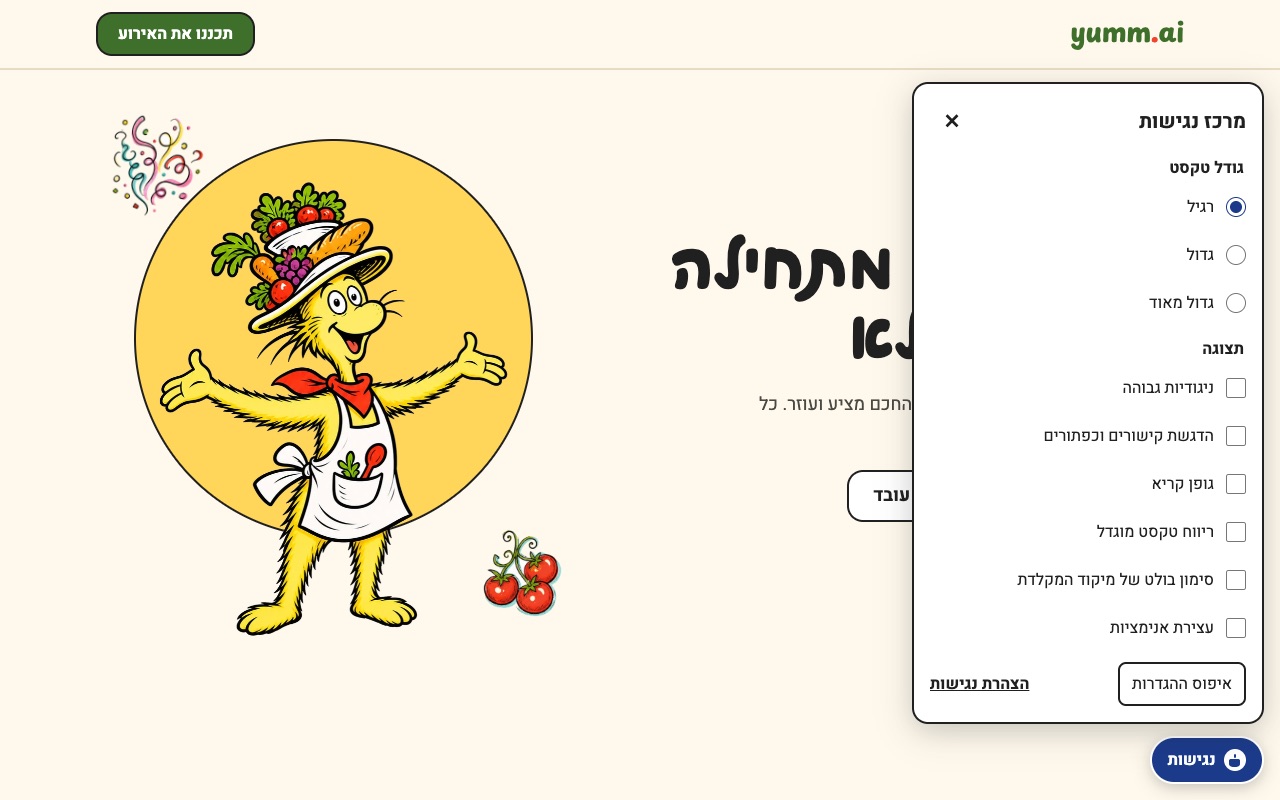 yumm.ai
תכננו את האירוע
מרכז נגישות
×
גודל טקסט
רגיל
גדול
גדול מאוד
תצוגה
ניגודיות גבוהה
הדגשת קישורים וכפתורים
גופן קריא
ריווח טקסט מוגדל
סימון בולט של מיקוד המקלדת
עצירת אנימציות
איפוס ההגדרות
הצהרת נגישות
מתחילה
החכם מציע ועוזר. כל
עובד
נגישות